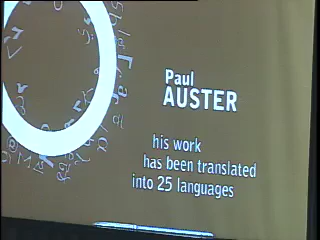 Paul
AUSTER
his work
has been translated
into 25 languages